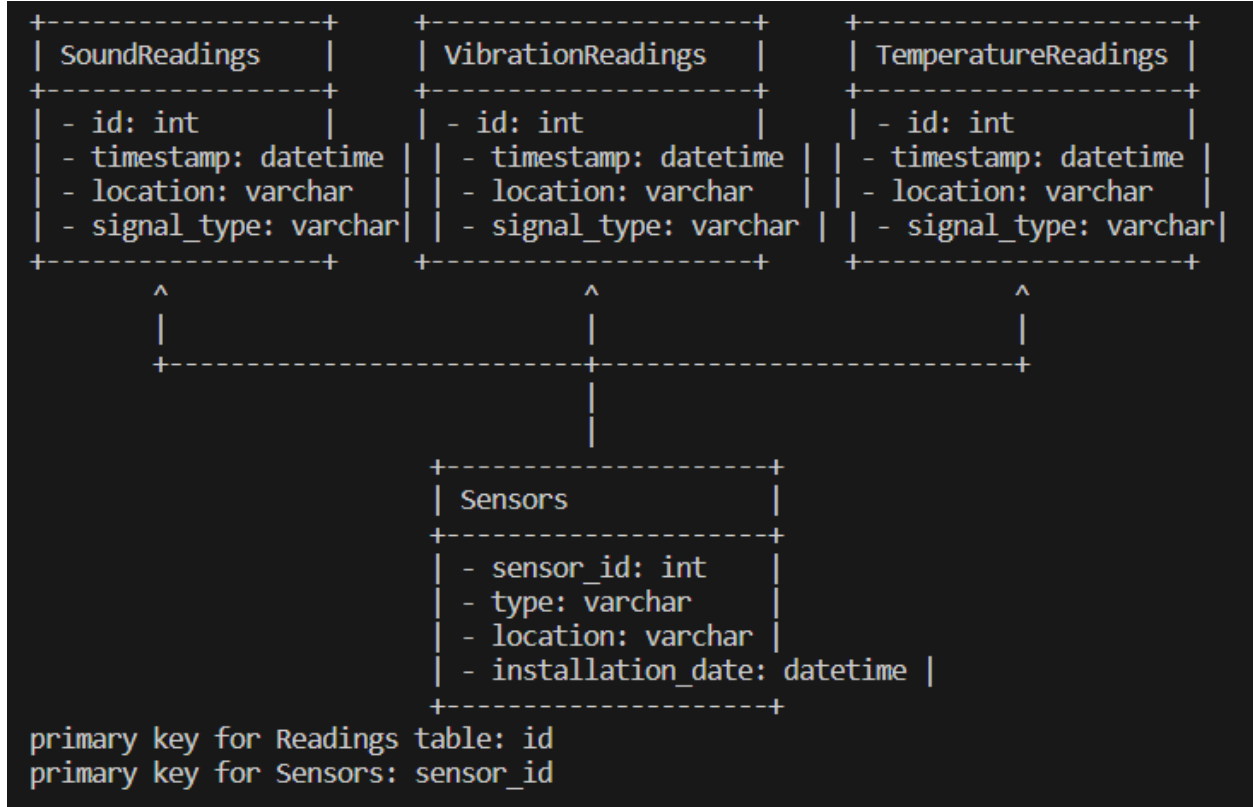 +------------------+     +---------------------+     +---------------------+
| SoundReadings    |     | VibrationReadings   |     | TemperatureReadings |
+------------------+     +---------------------+     +---------------------+
| - id: int        |     | - id: int           |     | - id: int           |
| - timestamp: datetime | | - timestamp: datetime | | - timestamp: datetime |
| - location: varchar   | | - location: varchar   | | - location: varchar   |
| - signal_type: varchar| | - signal_type: varchar | | - signal_type: varchar|
+------------------+     +---------------------+     +---------------------+
        ^                           ^                           ^
        |                           |                           |
        +---------------------------+---------------------------+
                                    |
                                    |
                          +---------------------+
                          | Sensors             |
                          +---------------------+
                          | - sensor_id: int    |
                          | - type: varchar     |
                          | - location: varchar |
                          | - installation_date: datetime |
                          +---------------------+
primary key for Readings table: id
primary key for Sensors: sensor_id